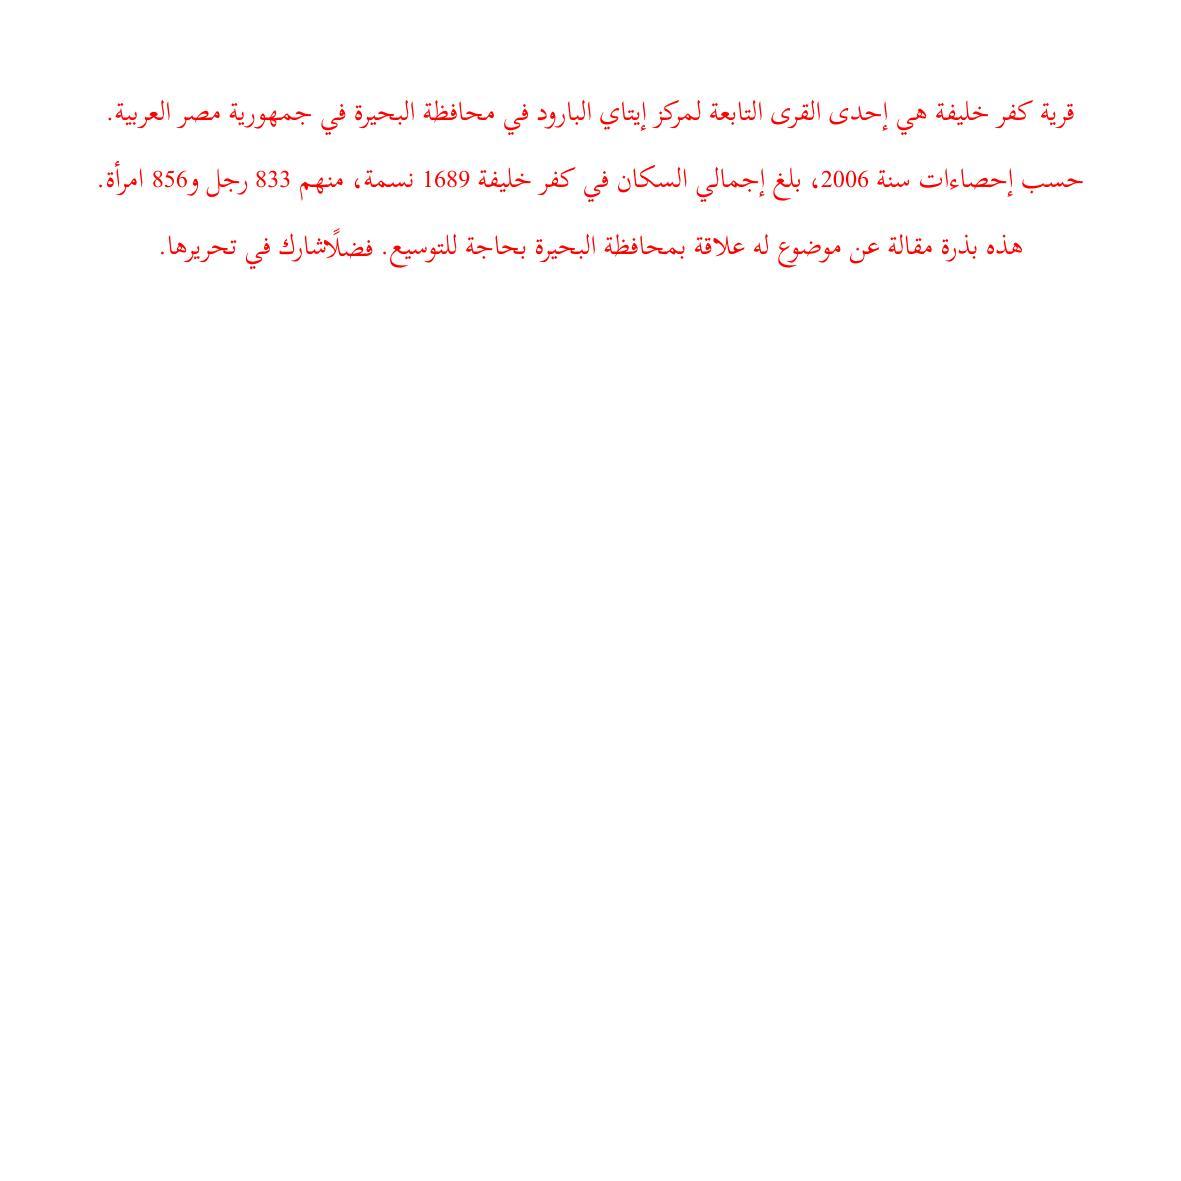 قرية كفر خليفة هي إحدى القرى التابعة لمركز إيتاي البارود في محافظة البحيرة في جمهورية مصر العربية.
حسب إحصاءات سنة 2006، بلغ إجمالي السكان في كفر خليفة 1689 نسمة، منهم 833 رجل و856 امرأة.
هذه بذرة مقالة عن موضوع له علاقة بمحافظة البحيرة بحاجة للتوسيع. فضلًاشارك في تحريرها.